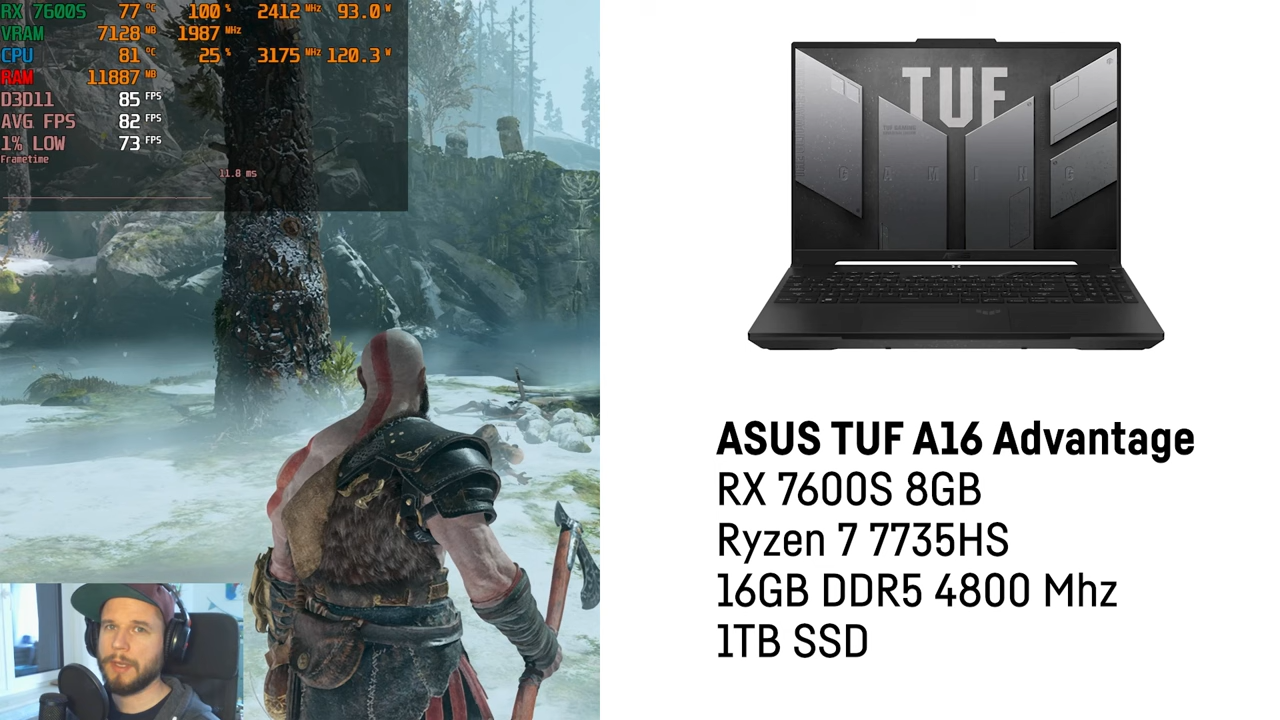 RX 7600S 77 °C 100 % 2412 MHz 93.0 W
VRAM 7128 MB 1987 MHz
CPU 81 °C 25 % 3175 MHz 120.3 W
RAM 11887 MB
D3D11 85 FPS
AVG FPS 82 FPS
1% LOW 73 FPS
Frametime
11.8 ms
TUF
GAMING
ASUS TUF A16 Advantage
RX 7600S 8GB
Ryzen 7 7735HS
16GB DDR5 4800 Mhz
1TB SSD